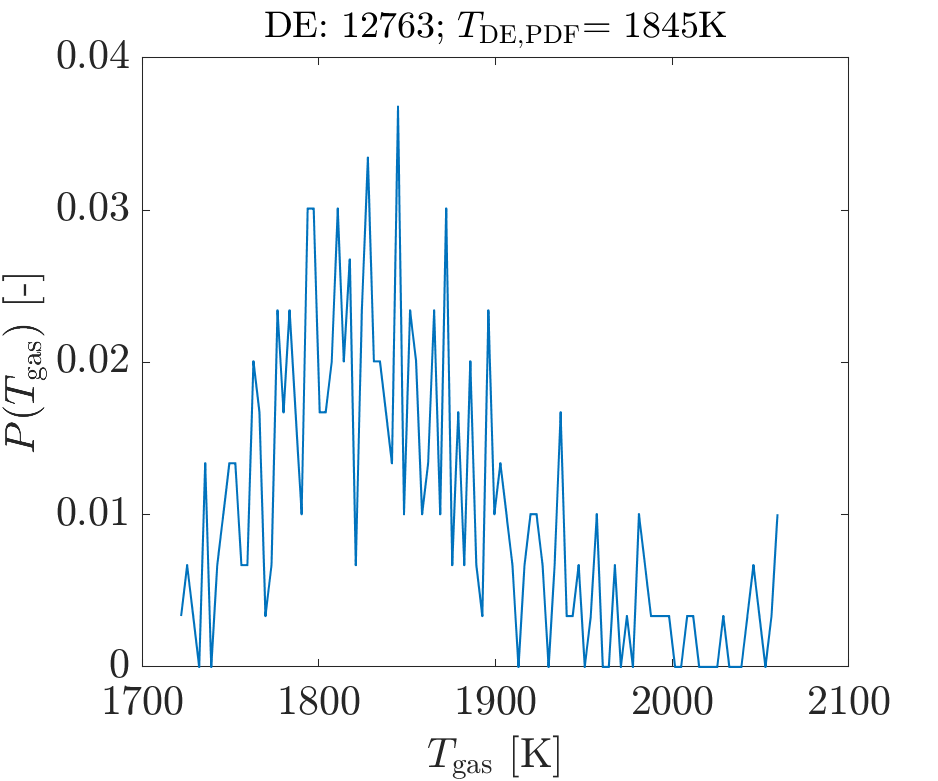 DE: 12763; T_DE,PDF= 1845K
0.04
0.03
0.02
0.01
0
P(T_gas) [-]
1700 1800 1900 2000 2100
T_gas [K]